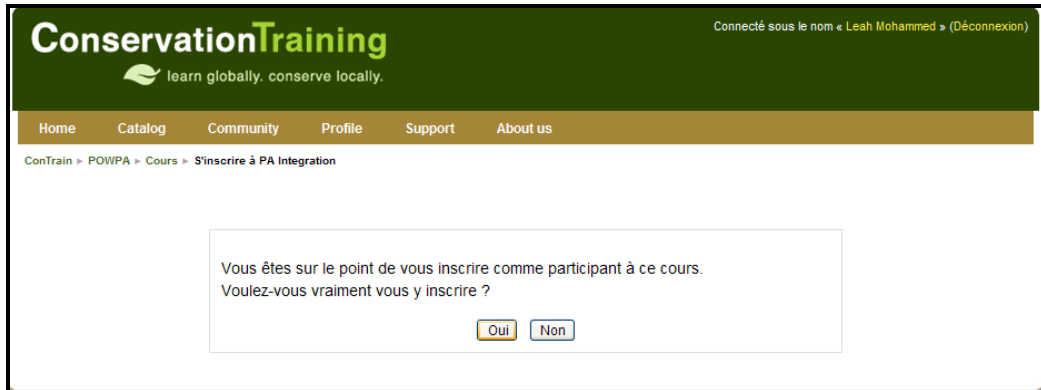 ConservationTraining
learn globally. conserve locally.
Connecté sous le nom « Leah Mohammed » (Déconnexion)
Home Catalog Community Profile Support About us
ConTrain ► POWPA ► Cours ► S'inscrire à PA Integration
Vous êtes sur le point de vous inscrire comme participant à ce cours.
Voulez-vous vraiment vous y inscrire ?
Oui Non